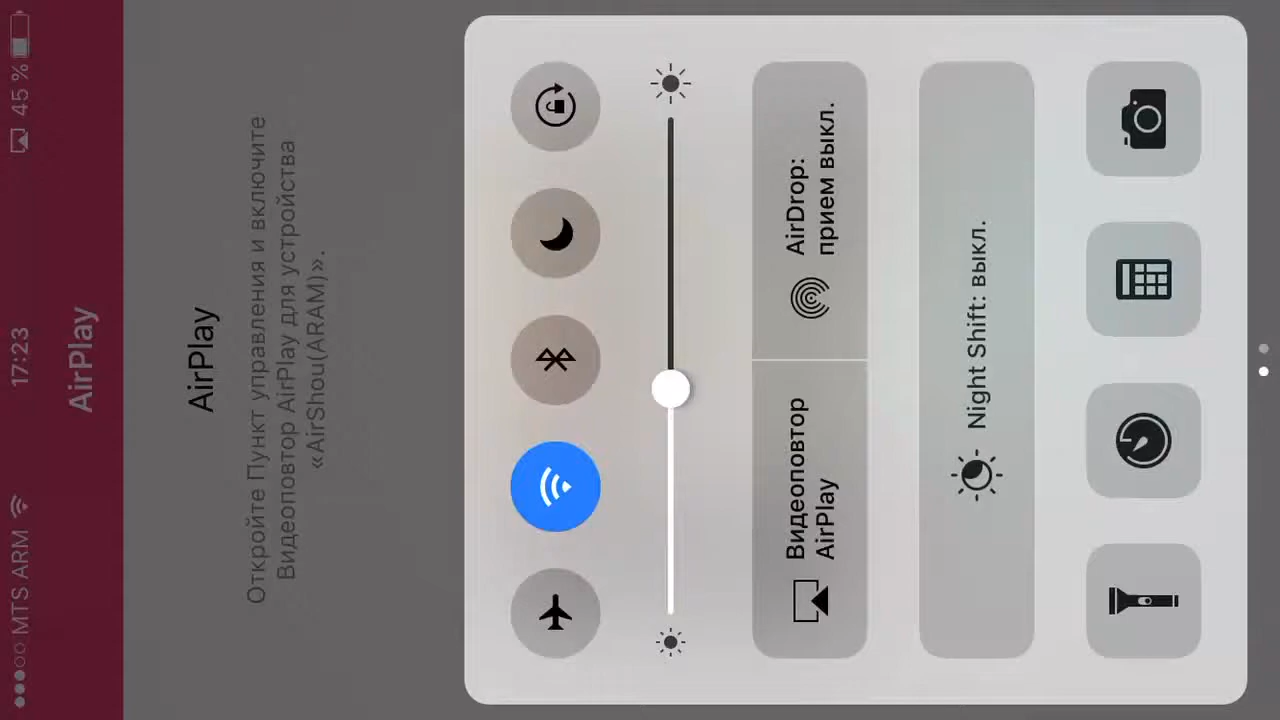 MTS ARM 17:23 45 %
AirPlay
AirPlay
Откройте Пункт управления и включите
Видеоповтор AirPlay для устройства
«AirShou(ARAM)».
Видеоповтор
AirPlay
AirDrop:
прием выкл.
Night Shift: выкл.